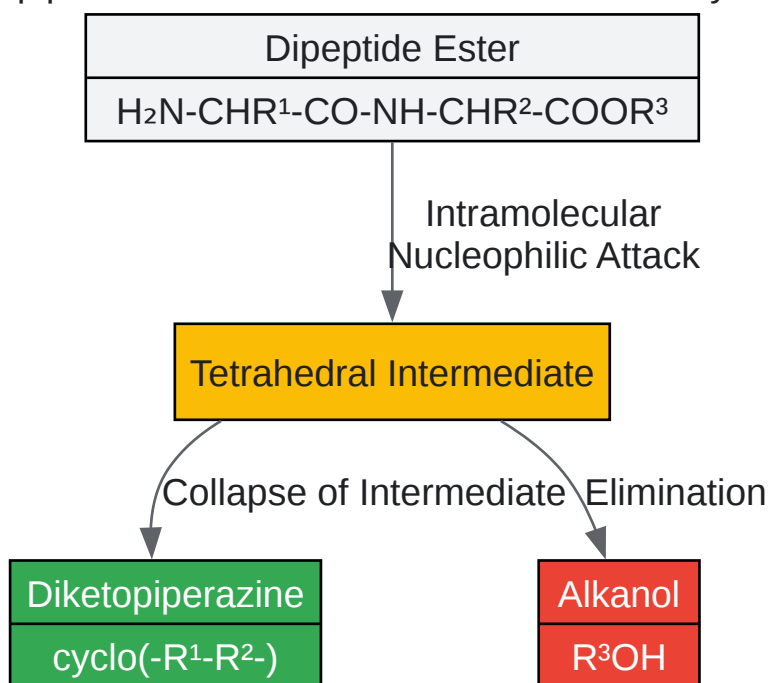 Dipeptide Ester
H₂N-CHR¹-CO-NH-CHR²-COOR³
Intramolecular
Nucleophilic Attack
Tetrahedral Intermediate
Collapse of Intermediate
Elimination
Diketopiperazine
Alkanol
cyclo(-R¹-R²-)
R³OH